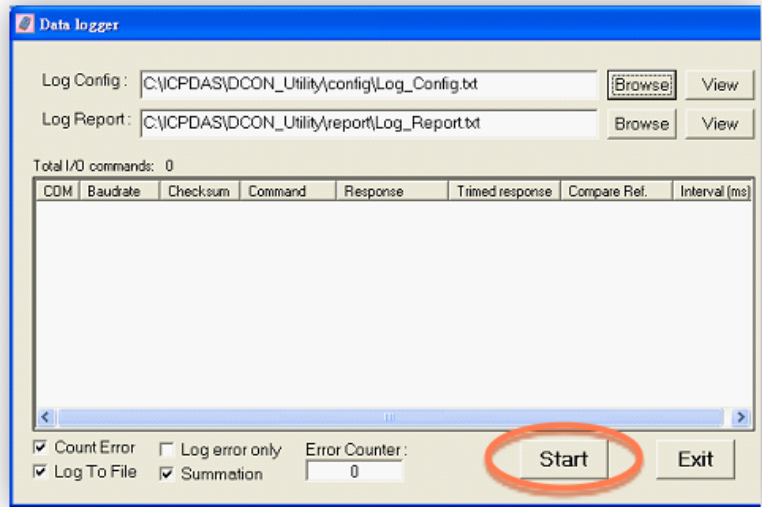 Data logger
Log Config : C:\ICPDAS\DCON_Utility\config\Log_Config.txt Browse View
Log Report : C:\ICPDAS\DCON_Utility\report\Log_Report.txt Browse View
Total I/O commands: 0
COM Baudrate Checksum Command Response Trimed response Compare Ref. Interval (ms)
Count Error Log error only Error Counter :
Log To File Summation 0
Start Exit